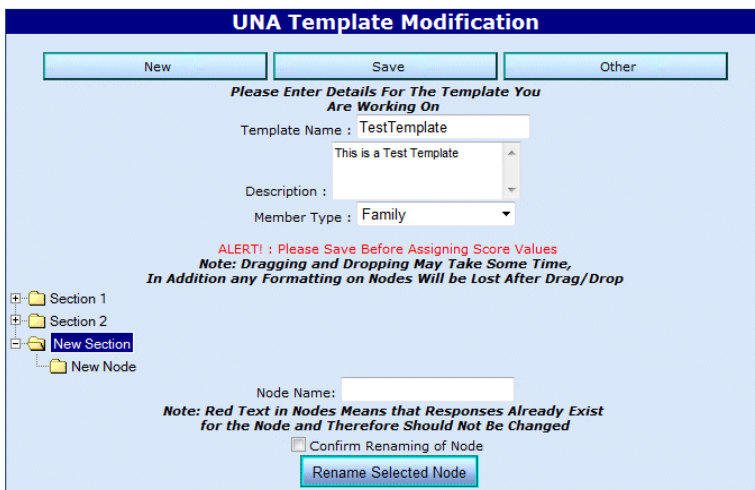 UNA Template Modification
New Save Other
Please Enter Details For The Template You
Are Working On
Template Name : TestTemplate
This is a Test Template
Description :
Member Type : Family
ALERT! : Please Save Before Assigning Score Values
Note: Dragging and Dropping May Take Some Time,
In Addition any Formatting on Nodes Will be Lost After Drag/Drop
Section 1
Section 2
New Section
New Node
Node Name:
Note: Red Text in Nodes Means that Responses Already Exist
for the Node and Therefore Should Not Be Changed
Confirm Renaming of Node
Rename Selected Node